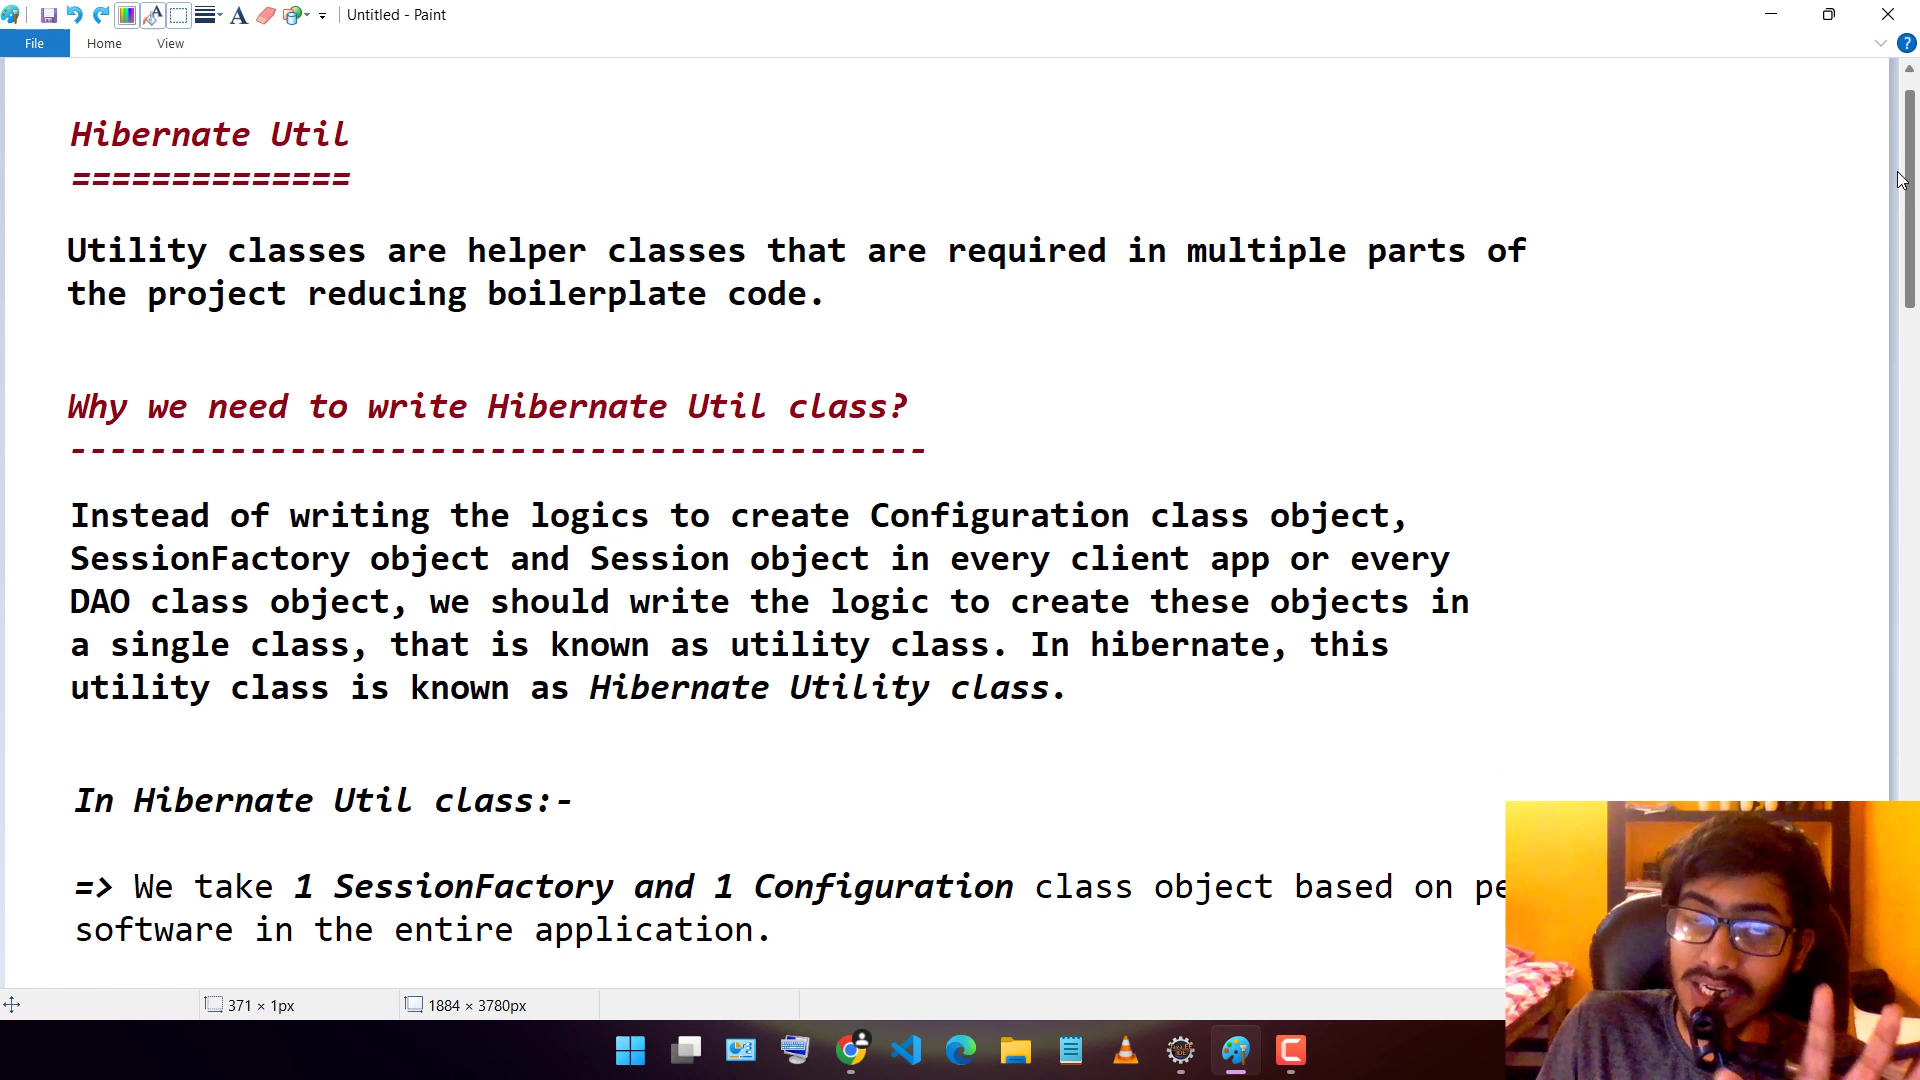 Untitled - Paint
File Home View
Hibernate Util
==============
Utility classes are helper classes that are required in multiple parts of
the project reducing boilerplate code.
Why we need to write Hibernate Util class?
-------------------------------------------
Instead of writing the logics to create Configuration class object,
SessionFactory object and Session object in every client app or every
DAO class object, we should write the logic to create these objects in
a single class, that is known as utility class. In hibernate, this
utility class is known as Hibernate Utility class.
In Hibernate Util class:-
=> We take 1 SessionFactory and 1 Configuration class object based on
software in the entire application.
371 × 1px 1884 × 3780px